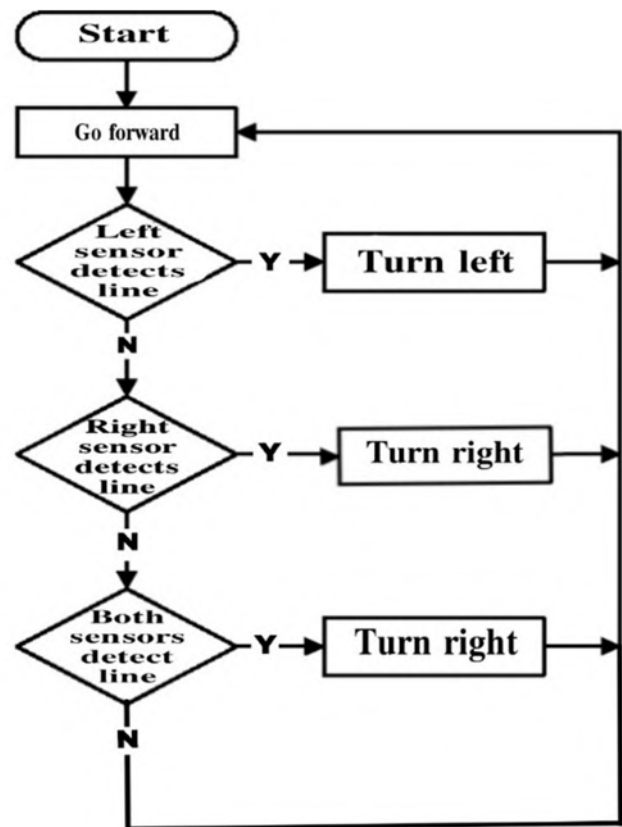 Start
Go forward
Left
sensor
detects
line
Y
Turn left
N
Right
sensor
detects
line
Y
Turn right
N
Both
sensors
detect
line
Y
Turn right
N